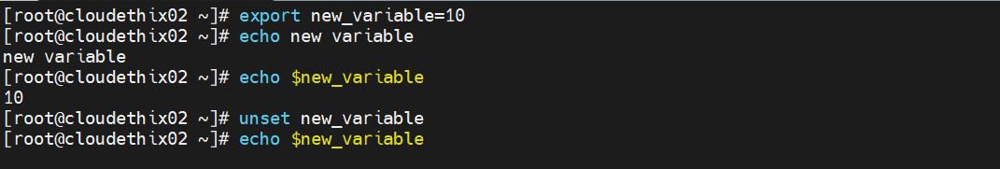 [root@cloudethix02 ~]# export new_variable=10
[root@cloudethix02 ~]# echo new variable
new variable
[root@cloudethix02 ~]# echo $new_variable
10
[root@cloudethix02 ~]# unset new_variable
[root@cloudethix02 ~]# echo $new_variable